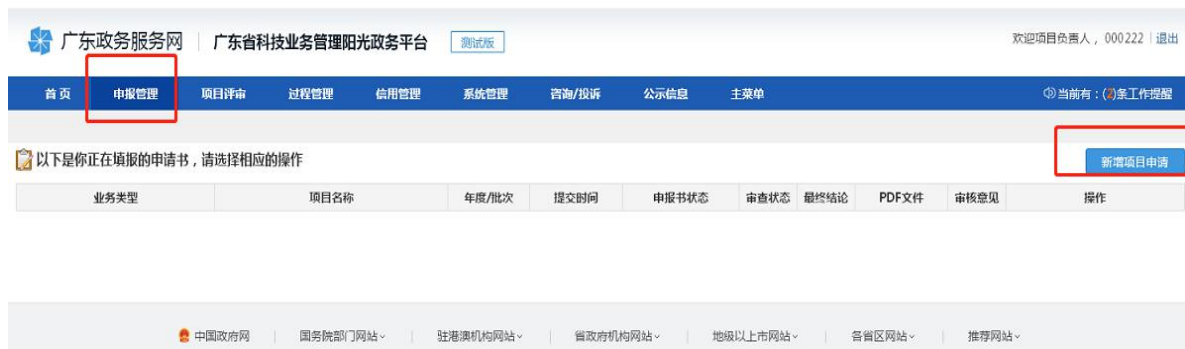 广东政务服务网 | 广东省科技业务管理阳光政务平台 测试版 欢迎项目负责人，000222 | 退出
首页 申报管理 项目评审 过程管理 信用管理 系统管理 咨询/投诉 公示信息 主菜单 当前有：(2)条工作提醒
以下是你正在填报的申请书，请选择相应的操作 新增项目申请
业务类型 项目名称 年度/批次 提交时间 申报书状态 审查状态 最终结论 PDF文件 审核意见 操作
中国政府网 | 国务院部门网站 | 驻港澳机构网站 | 省政府机构网站 | 地级以上市网站 | 各省区网站 | 推荐网站